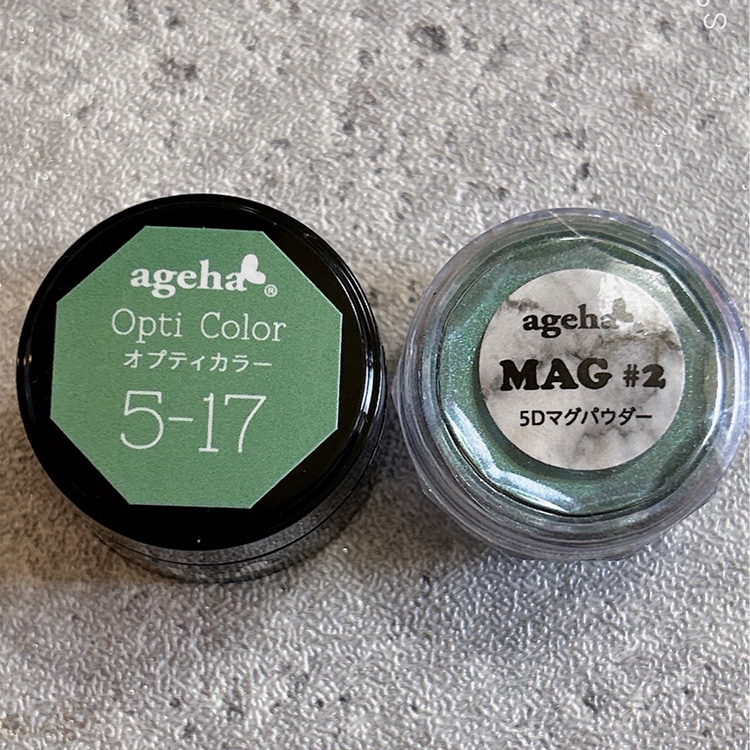 ageha®
Opti Color
オプティカラー
5-17
ageha
MAG #2
5Dマグパウダー